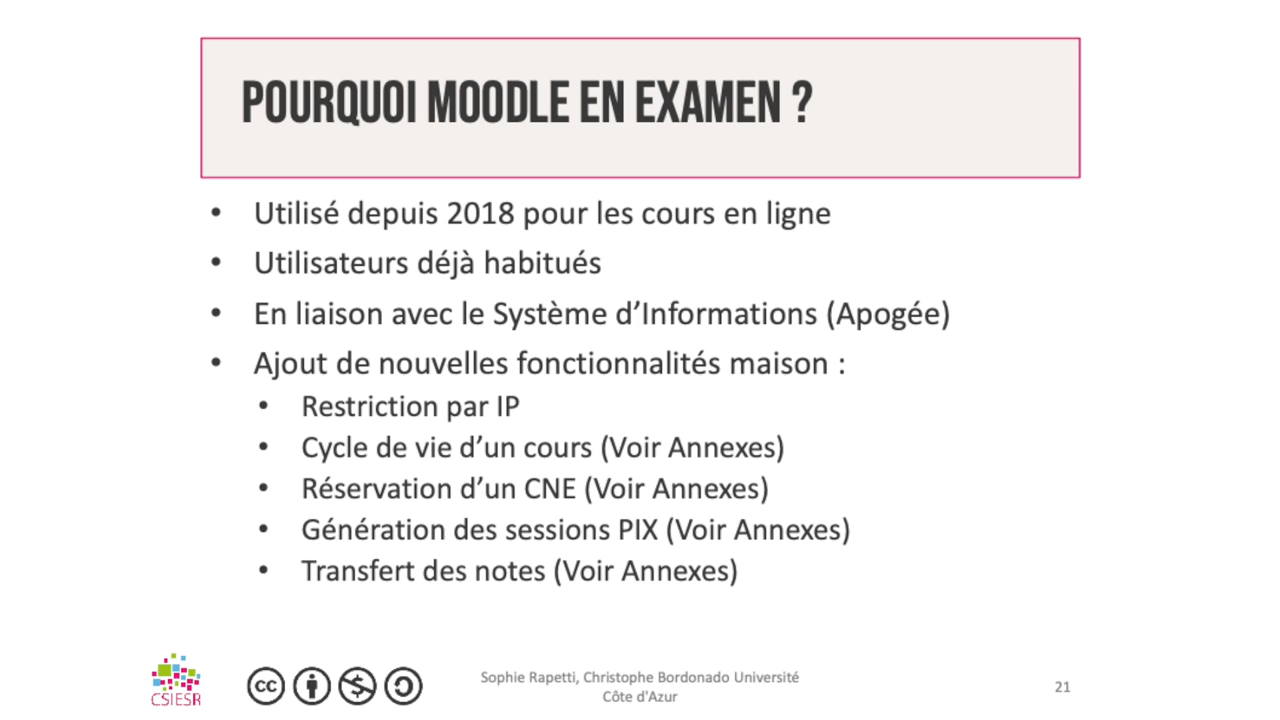 POURQUOI MOODLE EN EXAMEN ?
• Utilisé depuis 2018 pour les cours en ligne
• Utilisateurs déjà habitués
• En liaison avec le Système d’Informations (Apogée)
• Ajout de nouvelles fonctionnalités maison :
• Restriction par IP
• Cycle de vie d’un cours (Voir Annexes)
• Réservation d’un CNE (Voir Annexes)
• Génération des sessions PIX (Voir Annexes)
• Transfert des notes (Voir Annexes)
CSIESR
cc
Sophie Rapetti, Christophe Bordonado Université
Côte d'Azur
21